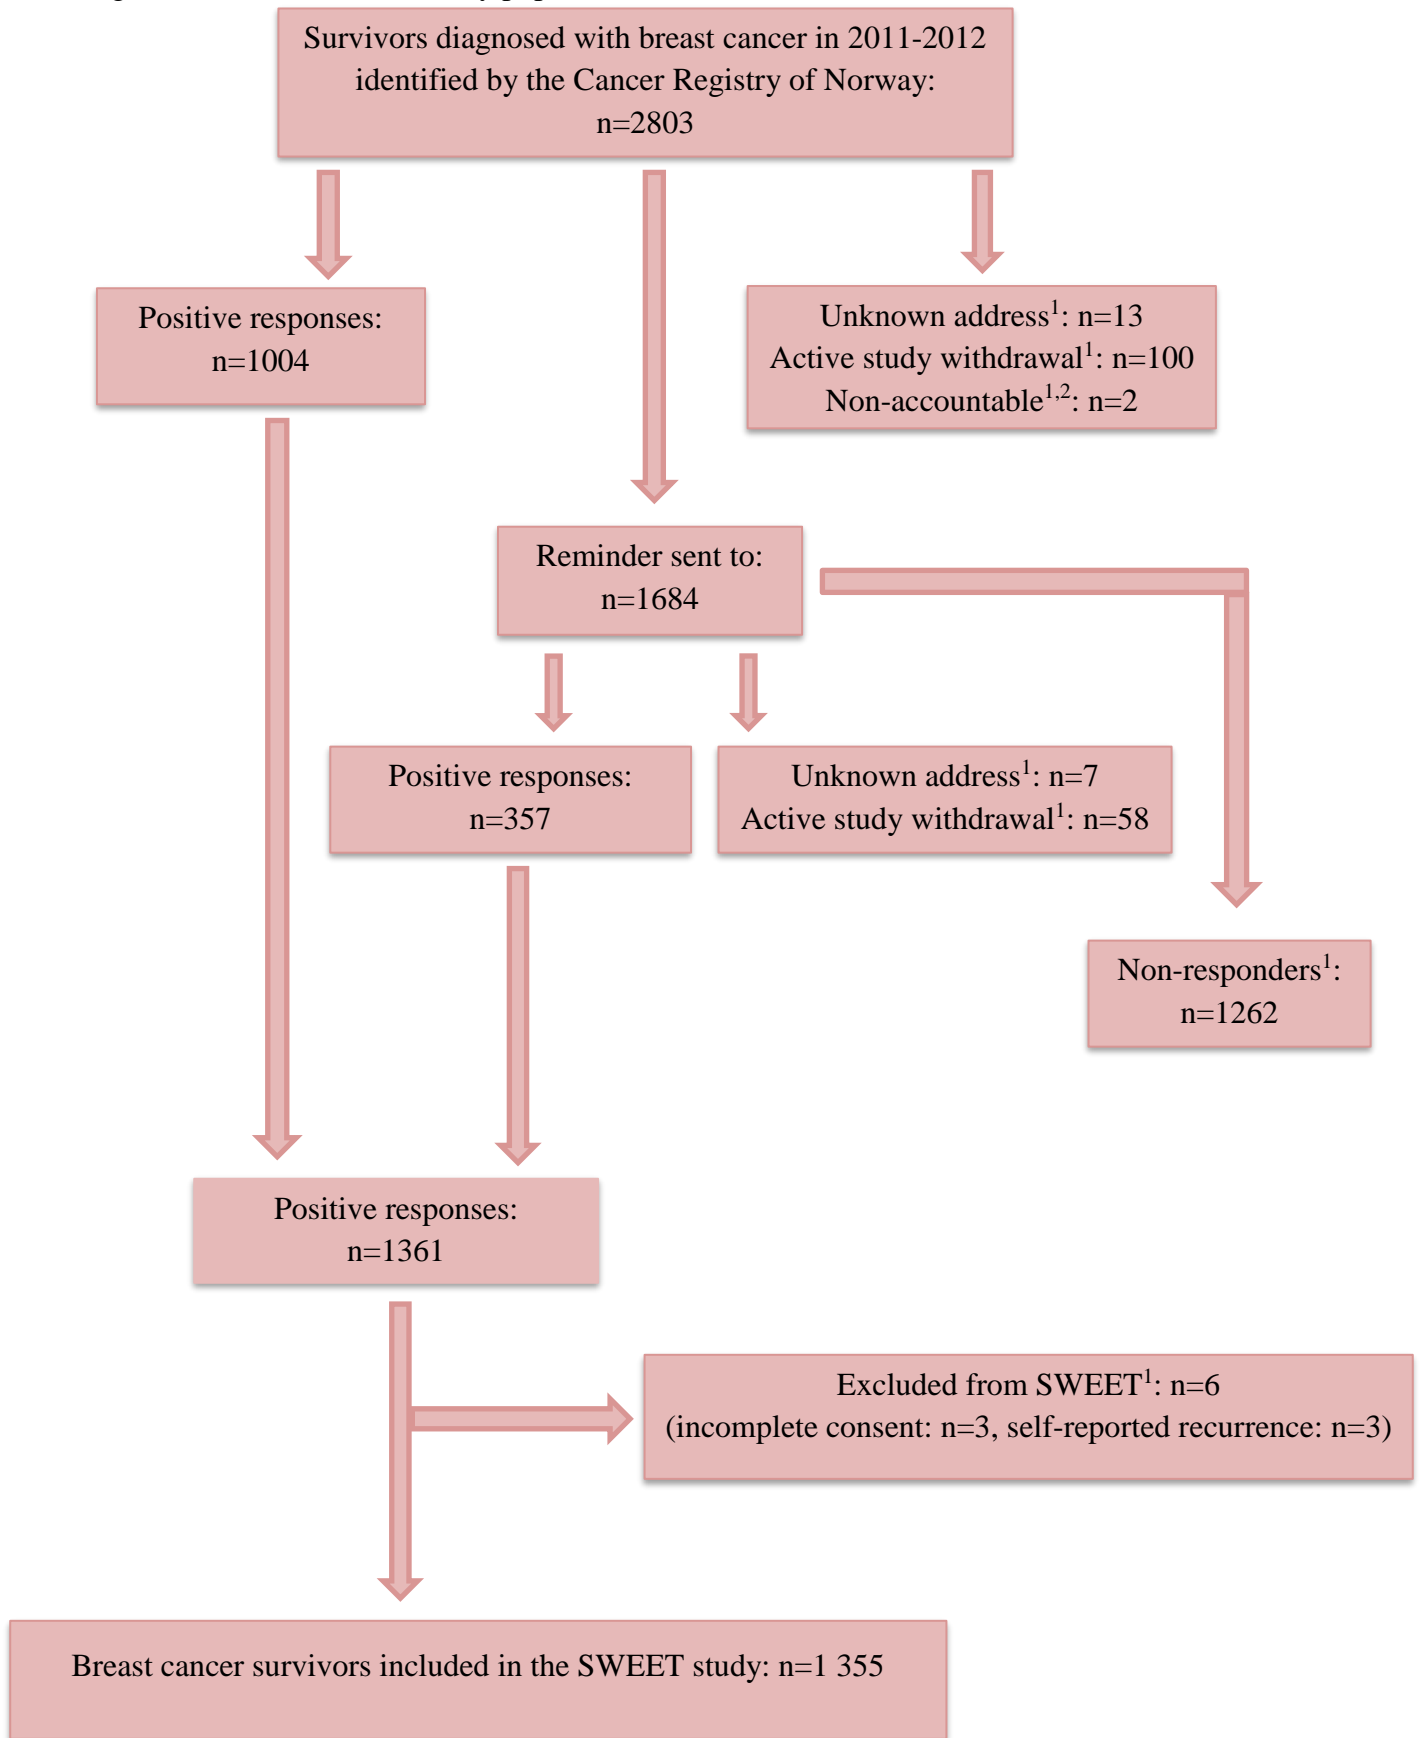 Survivors diagnosed with breast cancer in 2011-2012
identified by the Cancer Registry of Norway:
n=2803
Positive responses:
n=1004
Unknown address¹: n=13
Active study withdrawal¹: n=100
Non-accountable¹,²: n=2
Reminder sent to:
n=1684
Positive responses:
n=357
Unknown address¹: n=7
Active study withdrawal¹: n=58
Non-responders¹:
n=1262
Positive responses:
n=1361
Excluded from SWEET¹: n=6
(incomplete consent: n=3, self-reported recurrence: n=3)
Breast cancer survivors included in the SWEET study: n=1 355